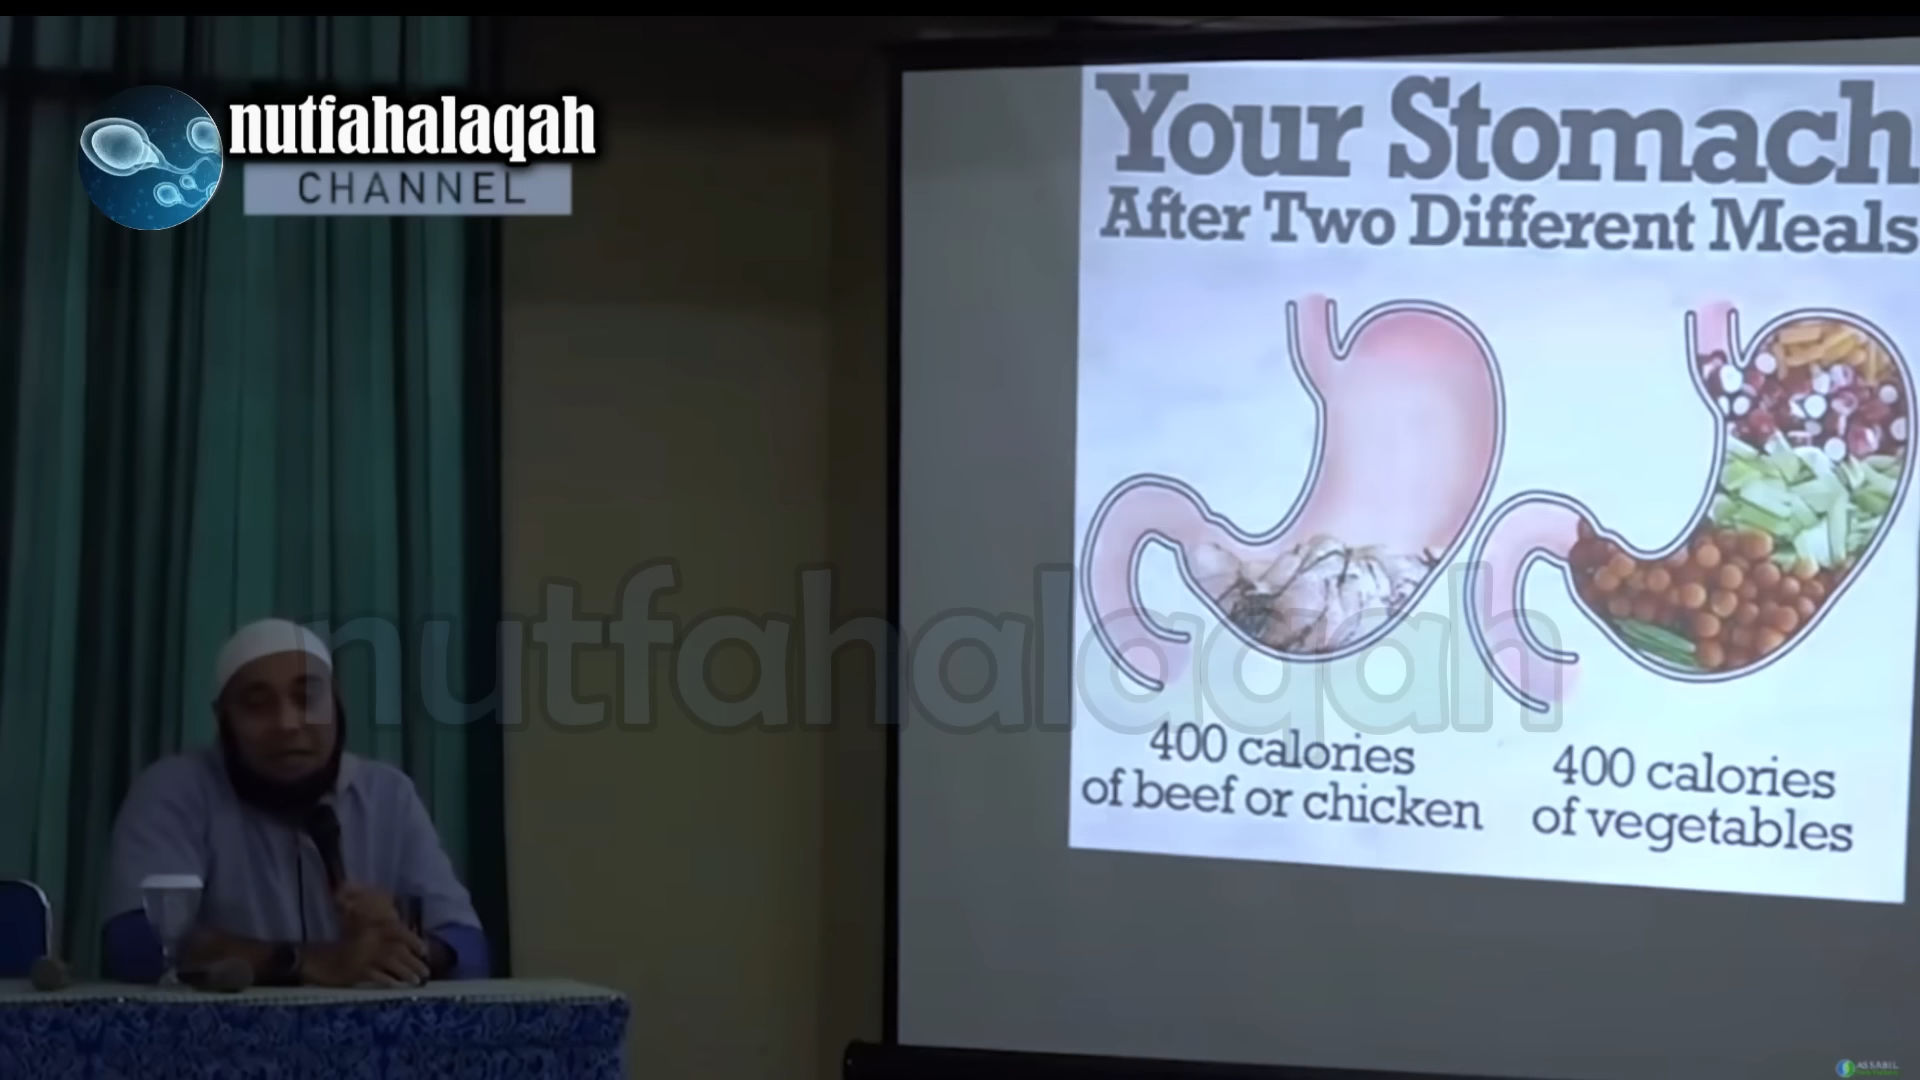 nutfahalaqah
CHANNEL
Your Stomach
After Two Different Meals
nutfahalaqah
400 calories
of beef or chicken
400 calories
of vegetables
ASSABIL